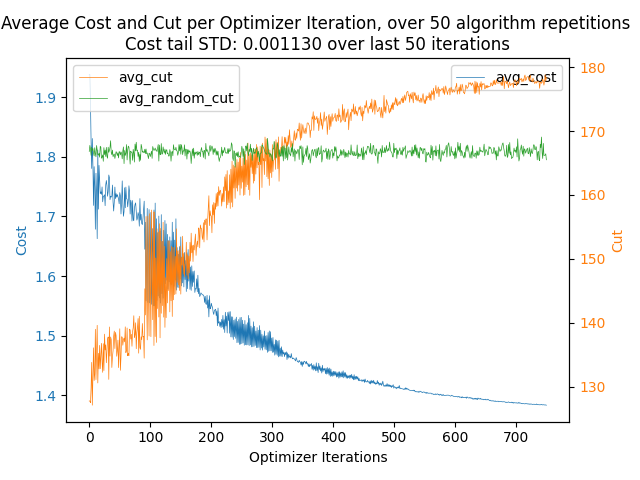 Average Cost and Cut per Optimizer Iteration, over 50 algorithm repetitions
Cost tail STD: 0.001130 over last 50 iterations
avg_cut
avg_random_cut
avg_cost
1.9
1.8
1.7
1.6
1.5
1.4
Cost
180
170
160
150
140
130
Cut
0 100 200 300 400 500 600 700
Optimizer Iterations